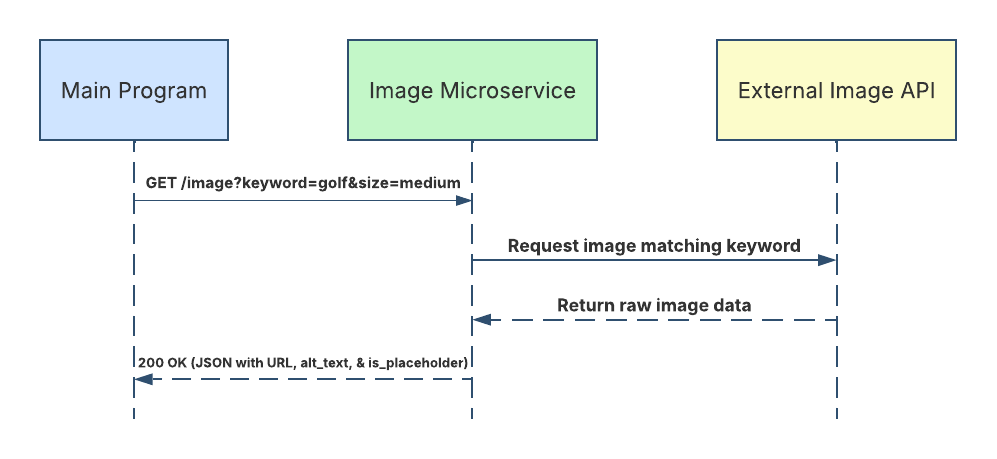 Main Program
Image Microservice
External Image API
GET /image?keyword=golf&size=medium
Request image matching keyword
Return raw image data
200 OK (JSON with URL, alt_text, & is_placeholder)